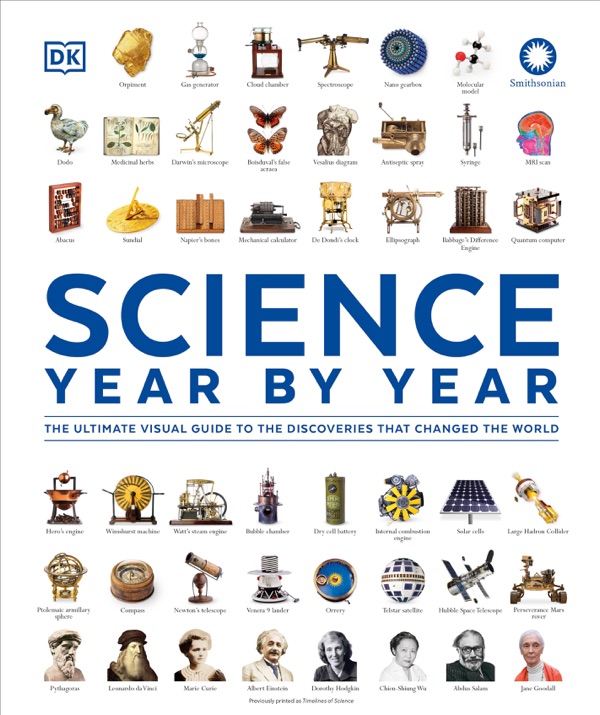 DK
Orpiment
Gas generator
Cloud chamber
Spectroscope
Nano gearbox
Molecular
model
Smithsonian
Dodo
Medicinal herbs
Darwin's microscope
Boisduval's false
acraea
Vesalius diagram
Antiseptic spray
Syringe
MRI scan
Abacus
Sundial
Napier's bones
Mechanical calculator
De Dondi's clock
Ellipsograph
Babbage's Difference
Engine
Quantum computer
SCIENCE
YEAR BY YEAR
THE ULTIMATE VISUAL GUIDE TO THE DISCOVERIES THAT CHANGED THE WORLD
Hero's engine
Wimshurst machine
Watt's steam engine
Bubble chamber
Dry cell battery
Internal combustion
engine
Solar cells
Large Hadron Collider
Ptolemaic armillary
sphere
Compass
Newton's telescope
Venera 9 lander
Orrery
Telstar satellite
Hubble Space Telescope
Perseverance Mars
rover
Pythagoras
Leonardo da Vinci
Marie Curie
Albert Einstein
Dorothy Hodgkin
Chien-Shiung Wu
Abdus Salam
Jane Goodall
Previously printed as Timelines of Science